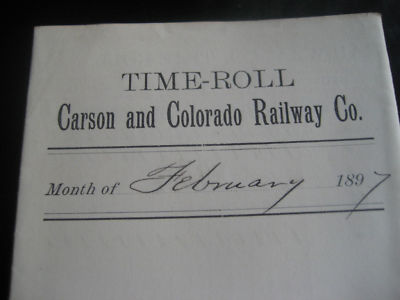 TIME-ROLL
Carson and Colorado Railway Co.
Month of February 1897